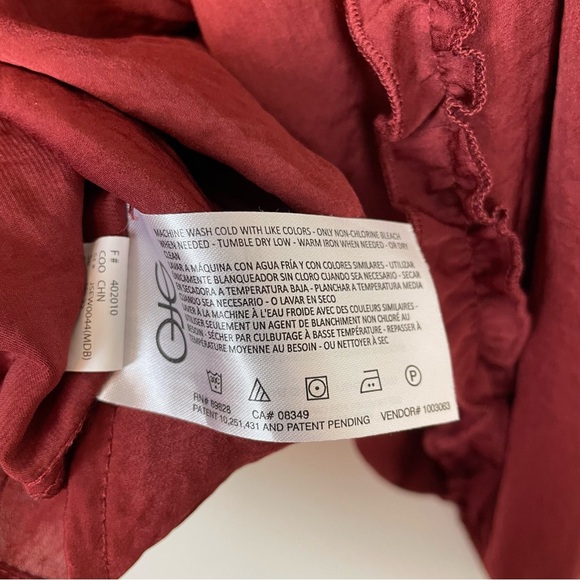 MACHINE WASH COLD WITH LIKE COLORS - ONLY NON-CHLORINE BLEACH
WHEN NEEDED - TUMBLE DRY LOW - WARM IRON WHEN NEEDED - OR DRY
CLEAN
LAVAR A MÁQUINA CON AGUA FRÍA Y CON COLORES SIMILARES - UTILIZAR
ÚNICAMENTE BLANQUEADOR SIN CLORO CUANDO SEA NECESARIO - SECAR
EN SECADORA A TEMPERATURA BAJA - PLANCHAR A TEMPERATURA MEDIA
CUANDO SEA NECESARIO - O LAVAR EN SECO
LAVER À LA MACHINE À L'EAU FROIDE AVEC DES COULEURS SIMILAIRES -
UTILISER SEULEMENT UN AGENT DE BLANCHIMENT NON CHLORÉ AU
BESOIN - SÉCHER PAR CULBUTAGE À BASSE TEMPÉRATURE - REPASSER À
TEMPÉRATURE MOYENNE AU BESOIN - OU NETTOYER À SEC
RN# 89828 CA# 08349 VENDOR# 1003063
PATENT 10,251,431 AND PATENT PENDING
F# 402010
COO CHN